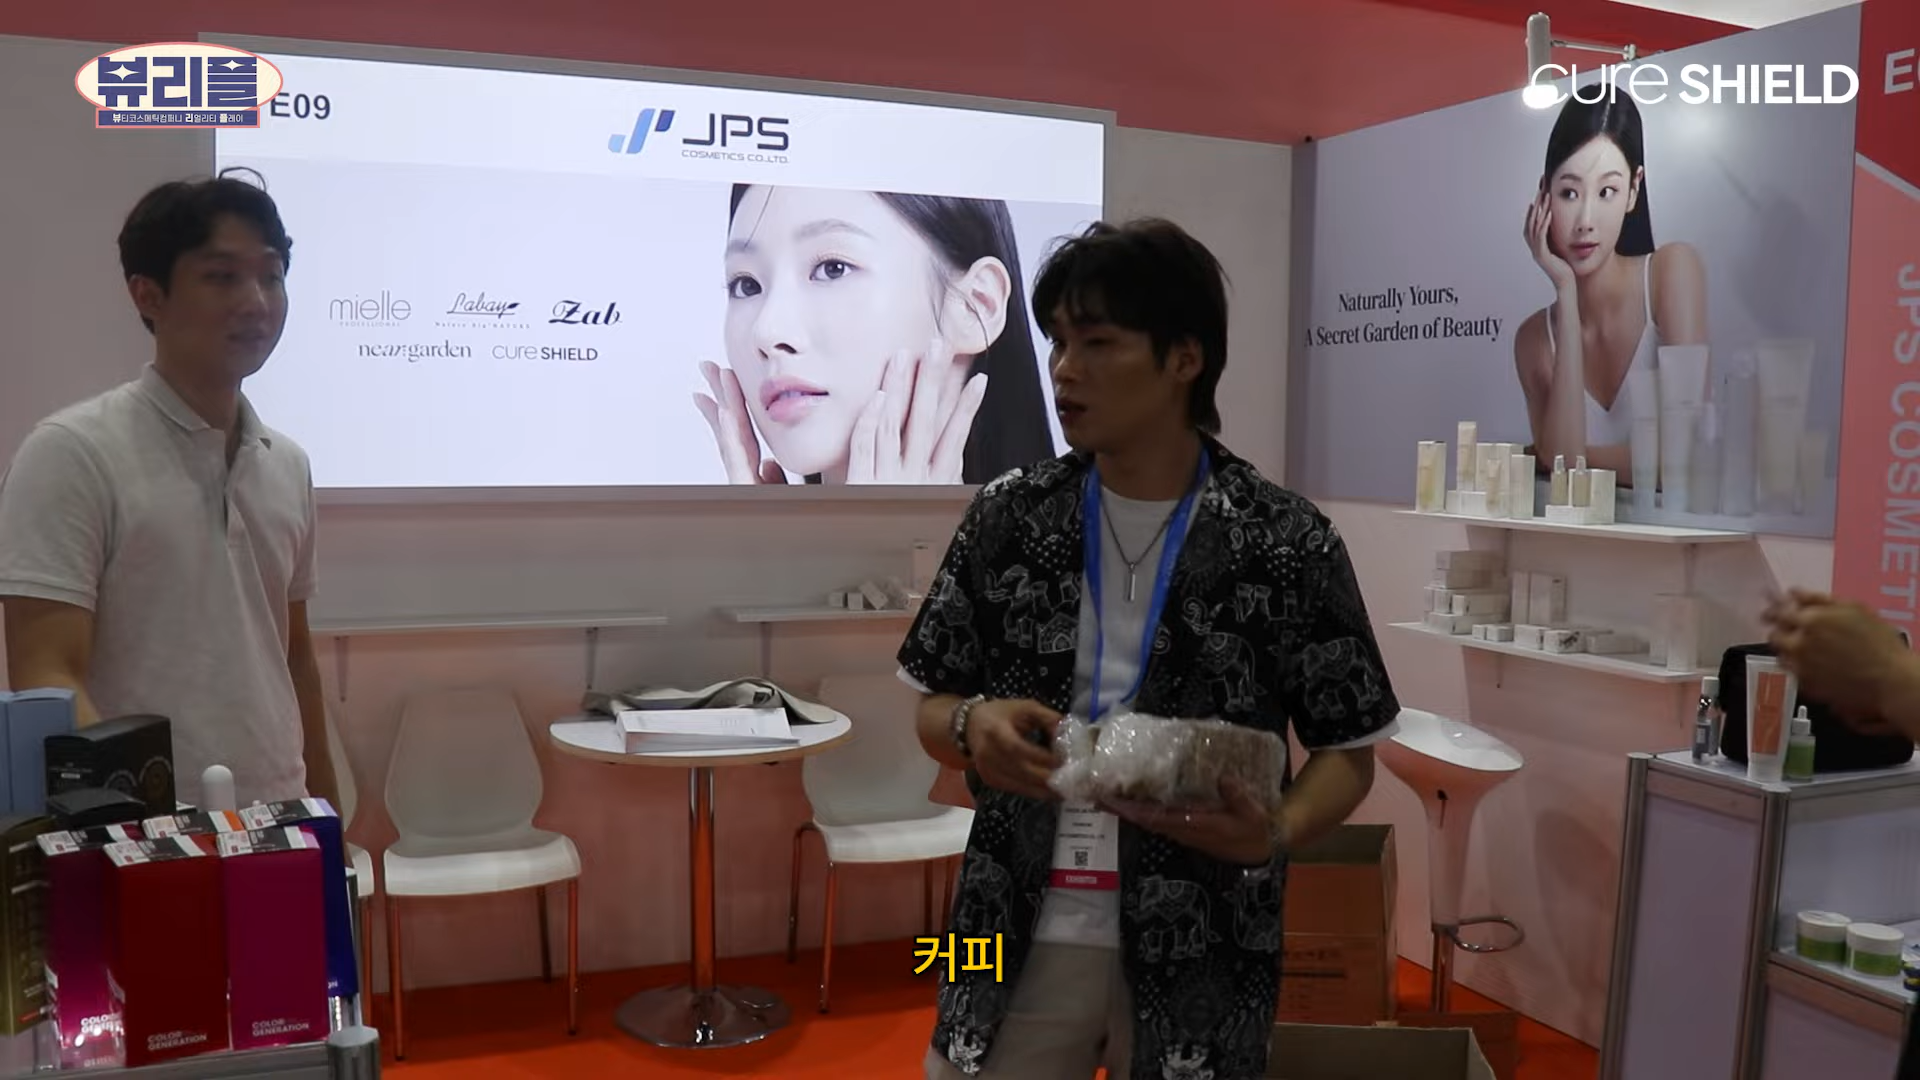 뷰리플
뷰티코스메틱컴퍼니 리얼리티 플레이
E09
JPS
COSMETICS CO.,LTD.
cure SHIELD
mielle
PROFESSIONAL
Labay
Zab
near garden
cure SHIELD
Naturally Yours,
A Secret Garden of Beauty
JPS COSMETI
COLOR
GENERATION
COLOR
GENERATION
커피